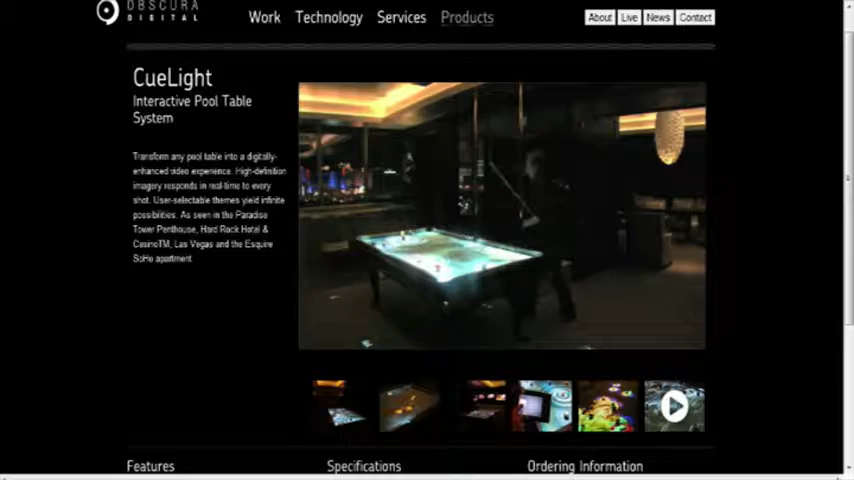 OBSCURA
DIGITAL
Work Technology Services Products
About Live News Contact
CueLight
Interactive Pool Table
System
Transform any pool table into a digitally-
enhanced video experience. High-definition
imagery responds in real-time to every
shot. User-selectable themes yield infinite
possibilities. As seen in the Paradise
Tower Penthouse, Hard Rock Hotel &
CasinoTM, Las Vegas and the Esquire
SoHo apartment
Features Specifications Ordering Information